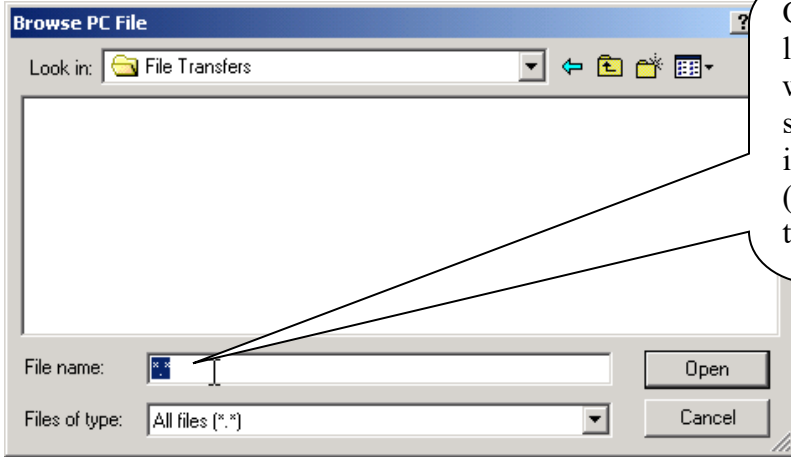 Browse PC File
?
Look in: File Transfers
File name: *.*
Open
Files of type: All files (*.*)
Cancel
(